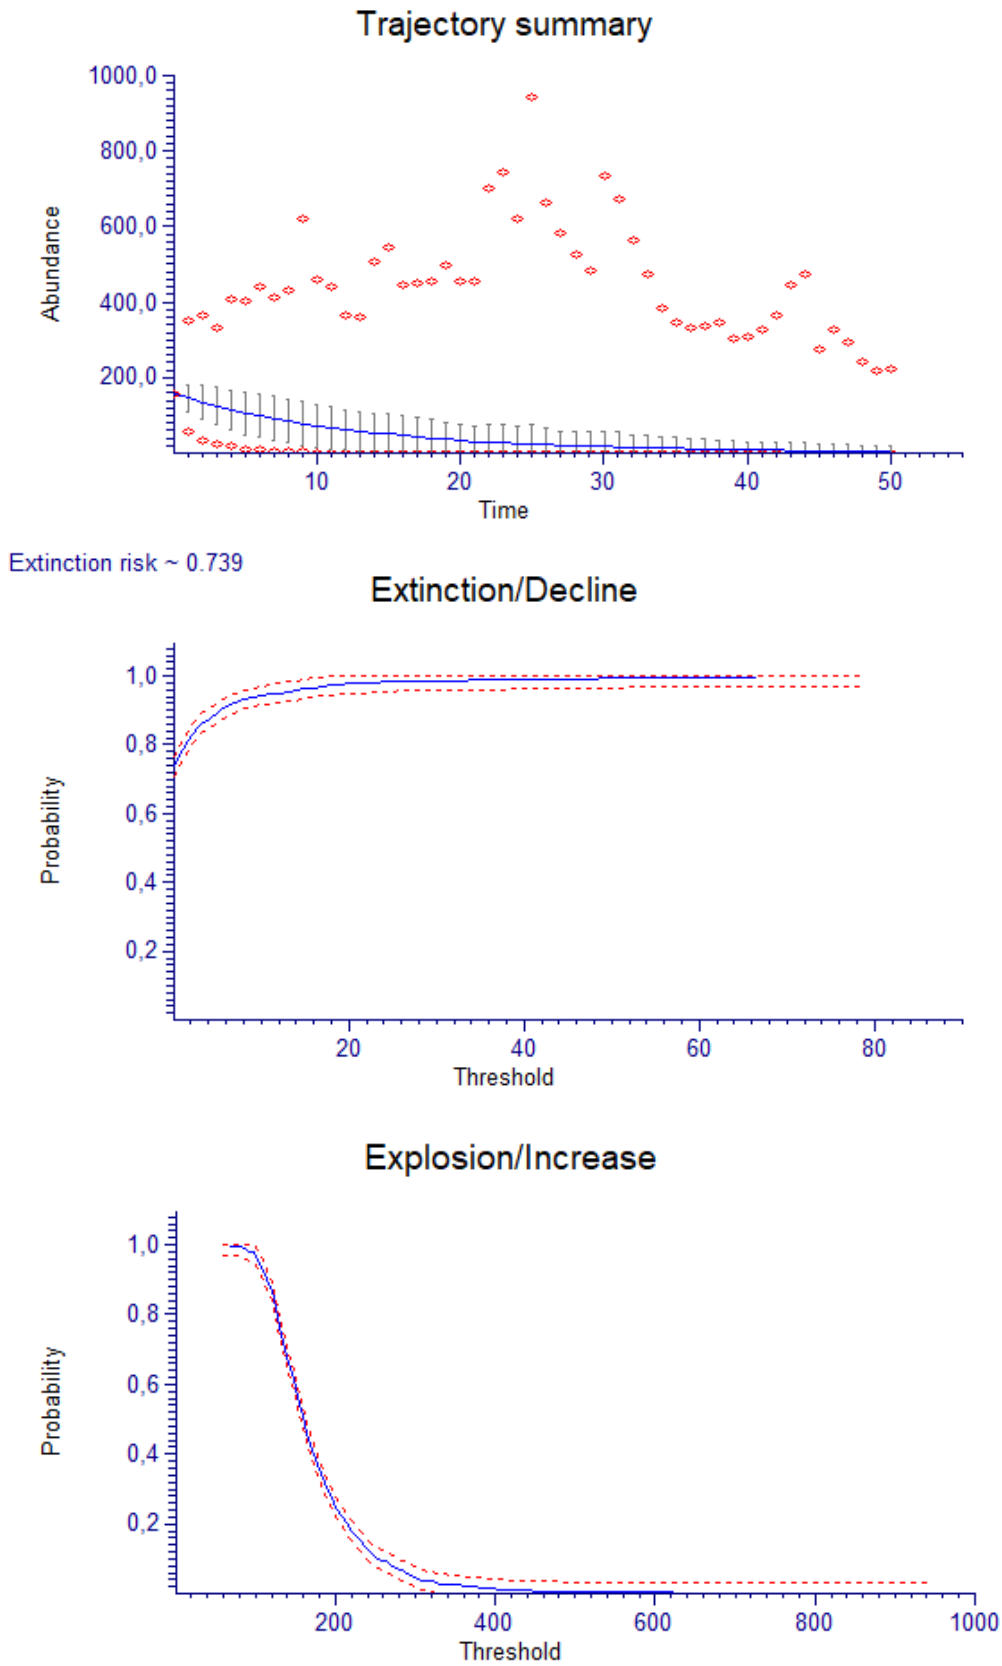 Trajectory summary
1000,0
800,0
600,0
400,0
200,0
Abundance
10 20 30 40 50
Time
Extinction risk ~ 0.739
Extinction/Decline
1,0
0,8
0,6
0,4
0,2
Probability
20 40 60 80
Threshold
Explosion/Increase
1,0
0,8
0,6
0,4
0,2
Probability
200 400 600 800 1000
Threshold